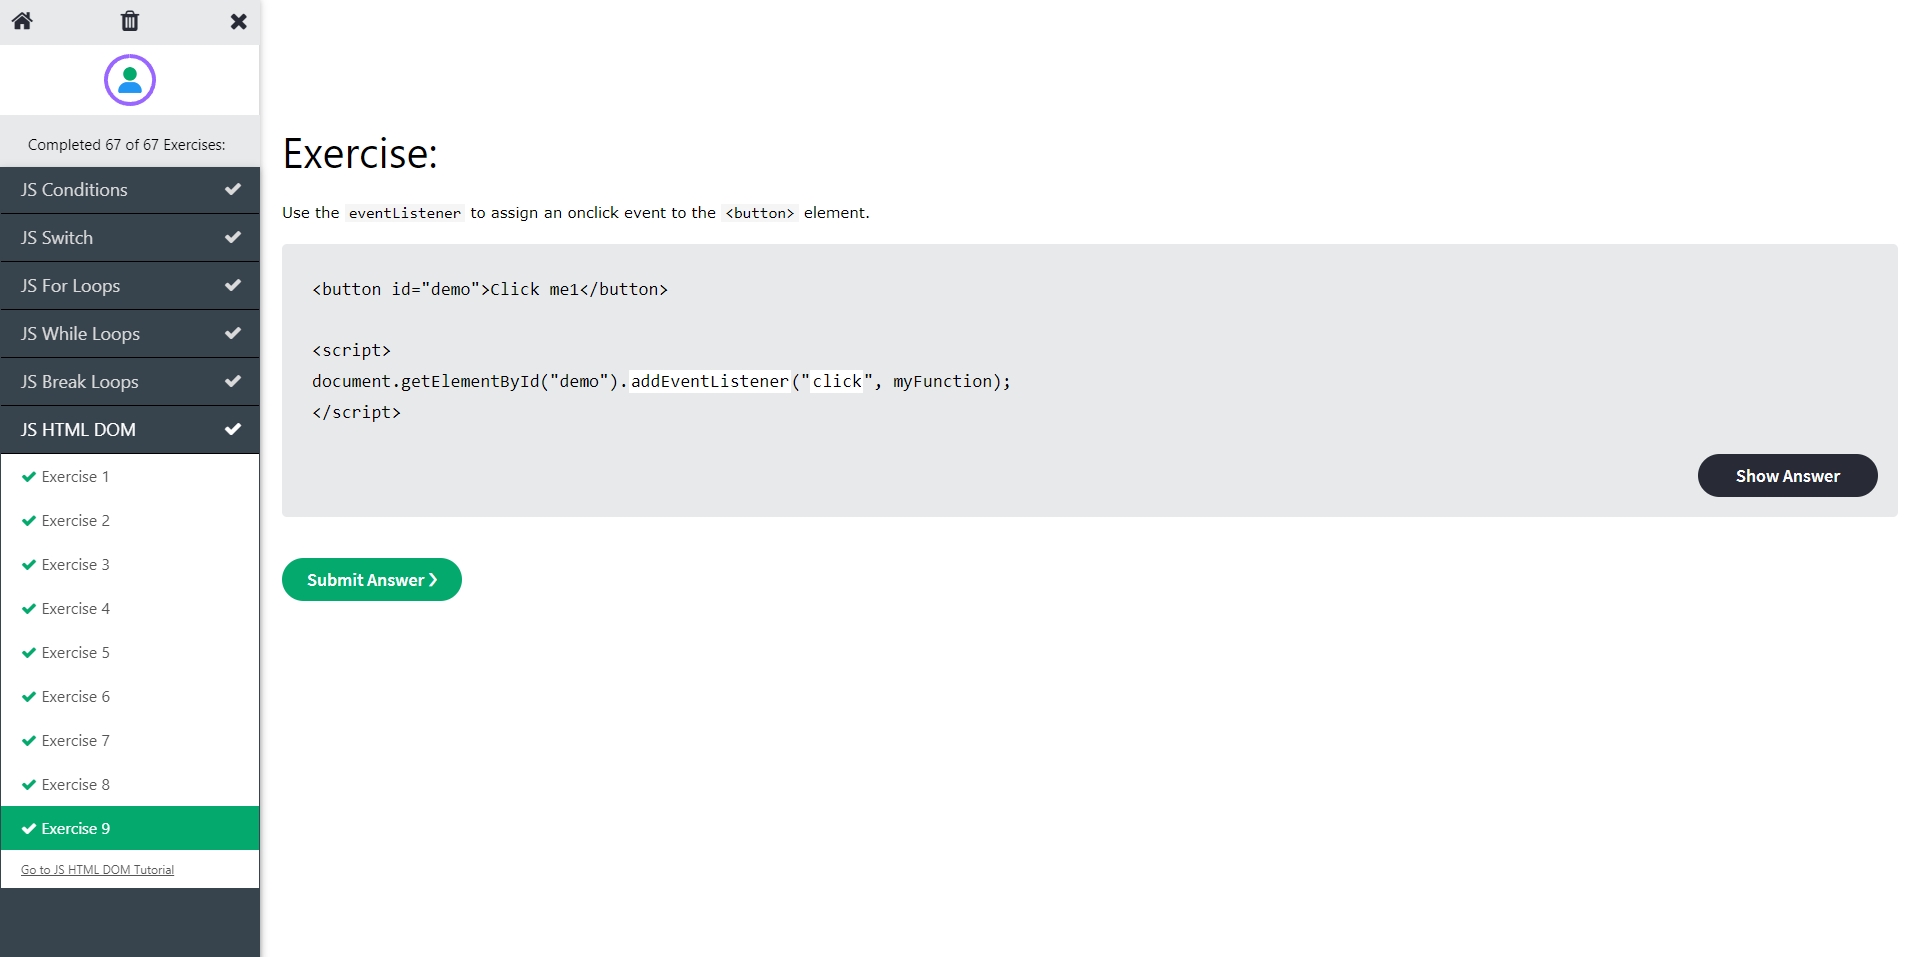 Completed 67 of 67 Exercises:
JS Conditions
JS Switch
JS For Loops
JS While Loops
JS Break Loops
JS HTML DOM
Exercise 1
Exercise 2
Exercise 3
Exercise 4
Exercise 5
Exercise 6
Exercise 7
Exercise 8
Exercise 9
Go to JS HTML DOM Tutorial
Exercise:
Use the eventListener to assign an onclick event to the <button> element.
<button id="demo">Click me1</button>
<script>
document.getElementById("demo").addEventListener("click", myFunction);
</script>
Show Answer
Submit Answer ❯